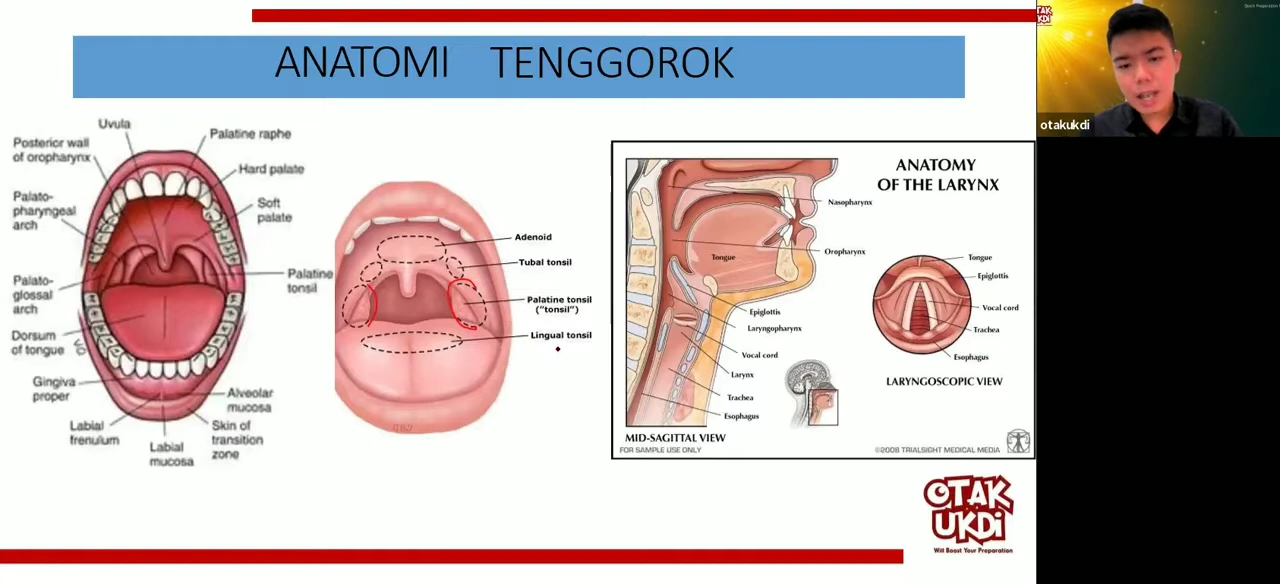 ANATOMI TENGGOROK
Uvula
Posterior wall
of oropharynx
Palato-
pharyngeal
arch
Palato-
glossal
arch
Dorsum
of tongue
Gingiva
proper
Labial
frenulum
Labial
mucosa
Palatine raphe
Hard palate
Soft
palate
Palatine
tonsil
Alveolar
mucosa
Skin of
transition
zone
Adenoid
Tubal tonsil
Palatine tonsil
("tonsil")
Lingual tonsil
ANATOMY
OF THE LARYNX
Nasopharynx
Oropharynx
Tongue
Epiglottis
Laryngopharynx
Vocal cord
Larynx
Trachea
Esophagus
MID-SAGITTAL VIEW
FOR SAMPLE USE ONLY
Tongue
Epiglottis
Vocal cord
Trachea
Esophagus
LARYNGOSCOPIC VIEW
©2008 TRIALSIGHT MEDICAL MEDIA
OTAK
UKDI
Will Boost Your Preparation
OTAK
UKDI
otakukdi